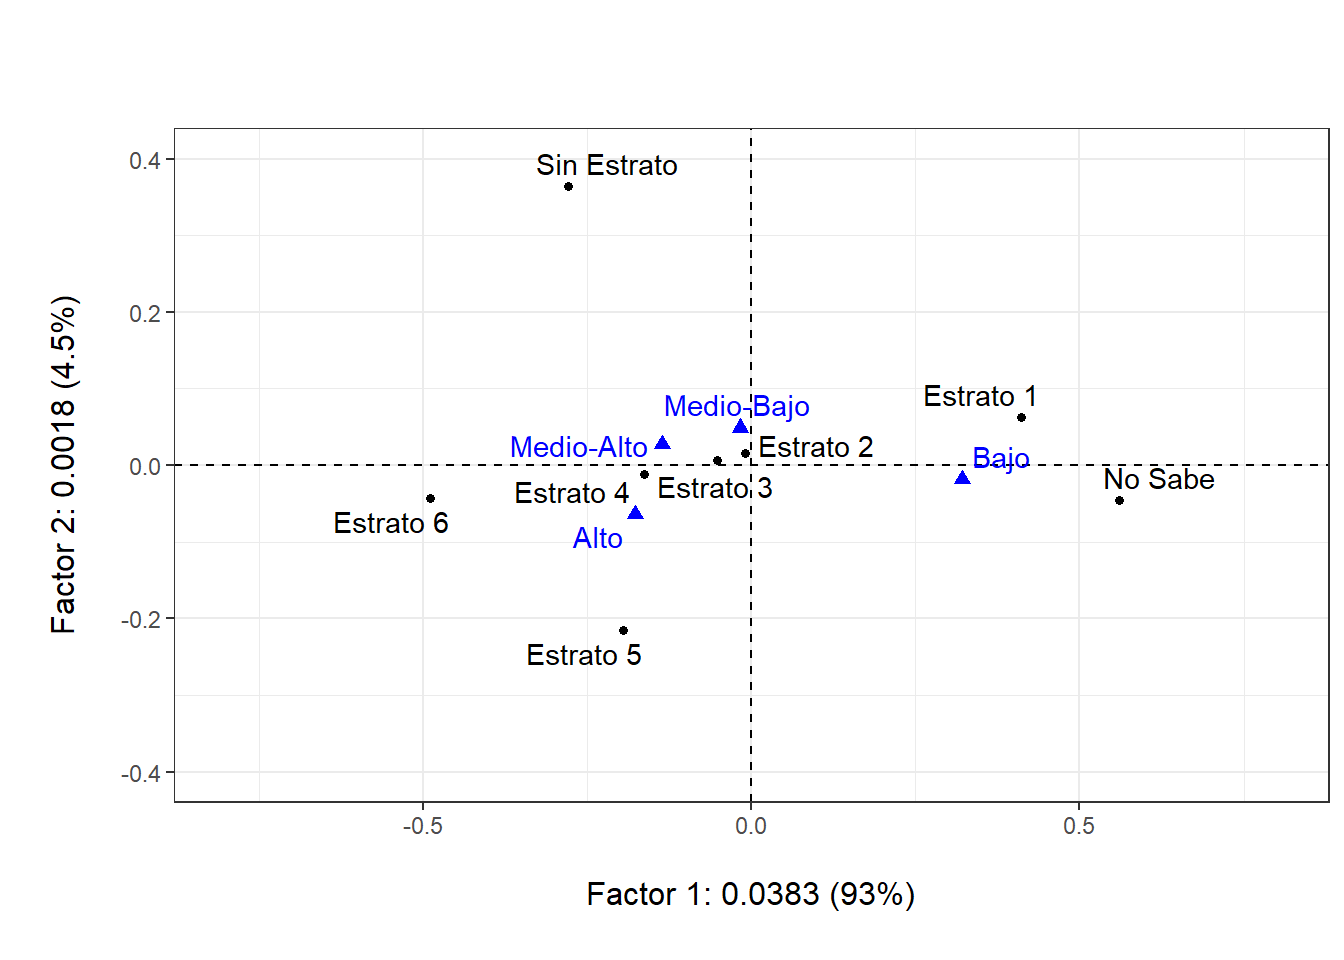 Sin Estrato
0.4
0.2
0.0
-0.2
-0.4
Factor 2: 0.0018 (4.5%)
Estrato 1
Medio-Bajo
Medio-Alto
Estrato 2
Bajo
No Sabe
Estrato 4
Estrato 3
Estrato 6
Alto
Estrato 5
-0.5
0.0
0.5
Factor 1: 0.0383 (93%)